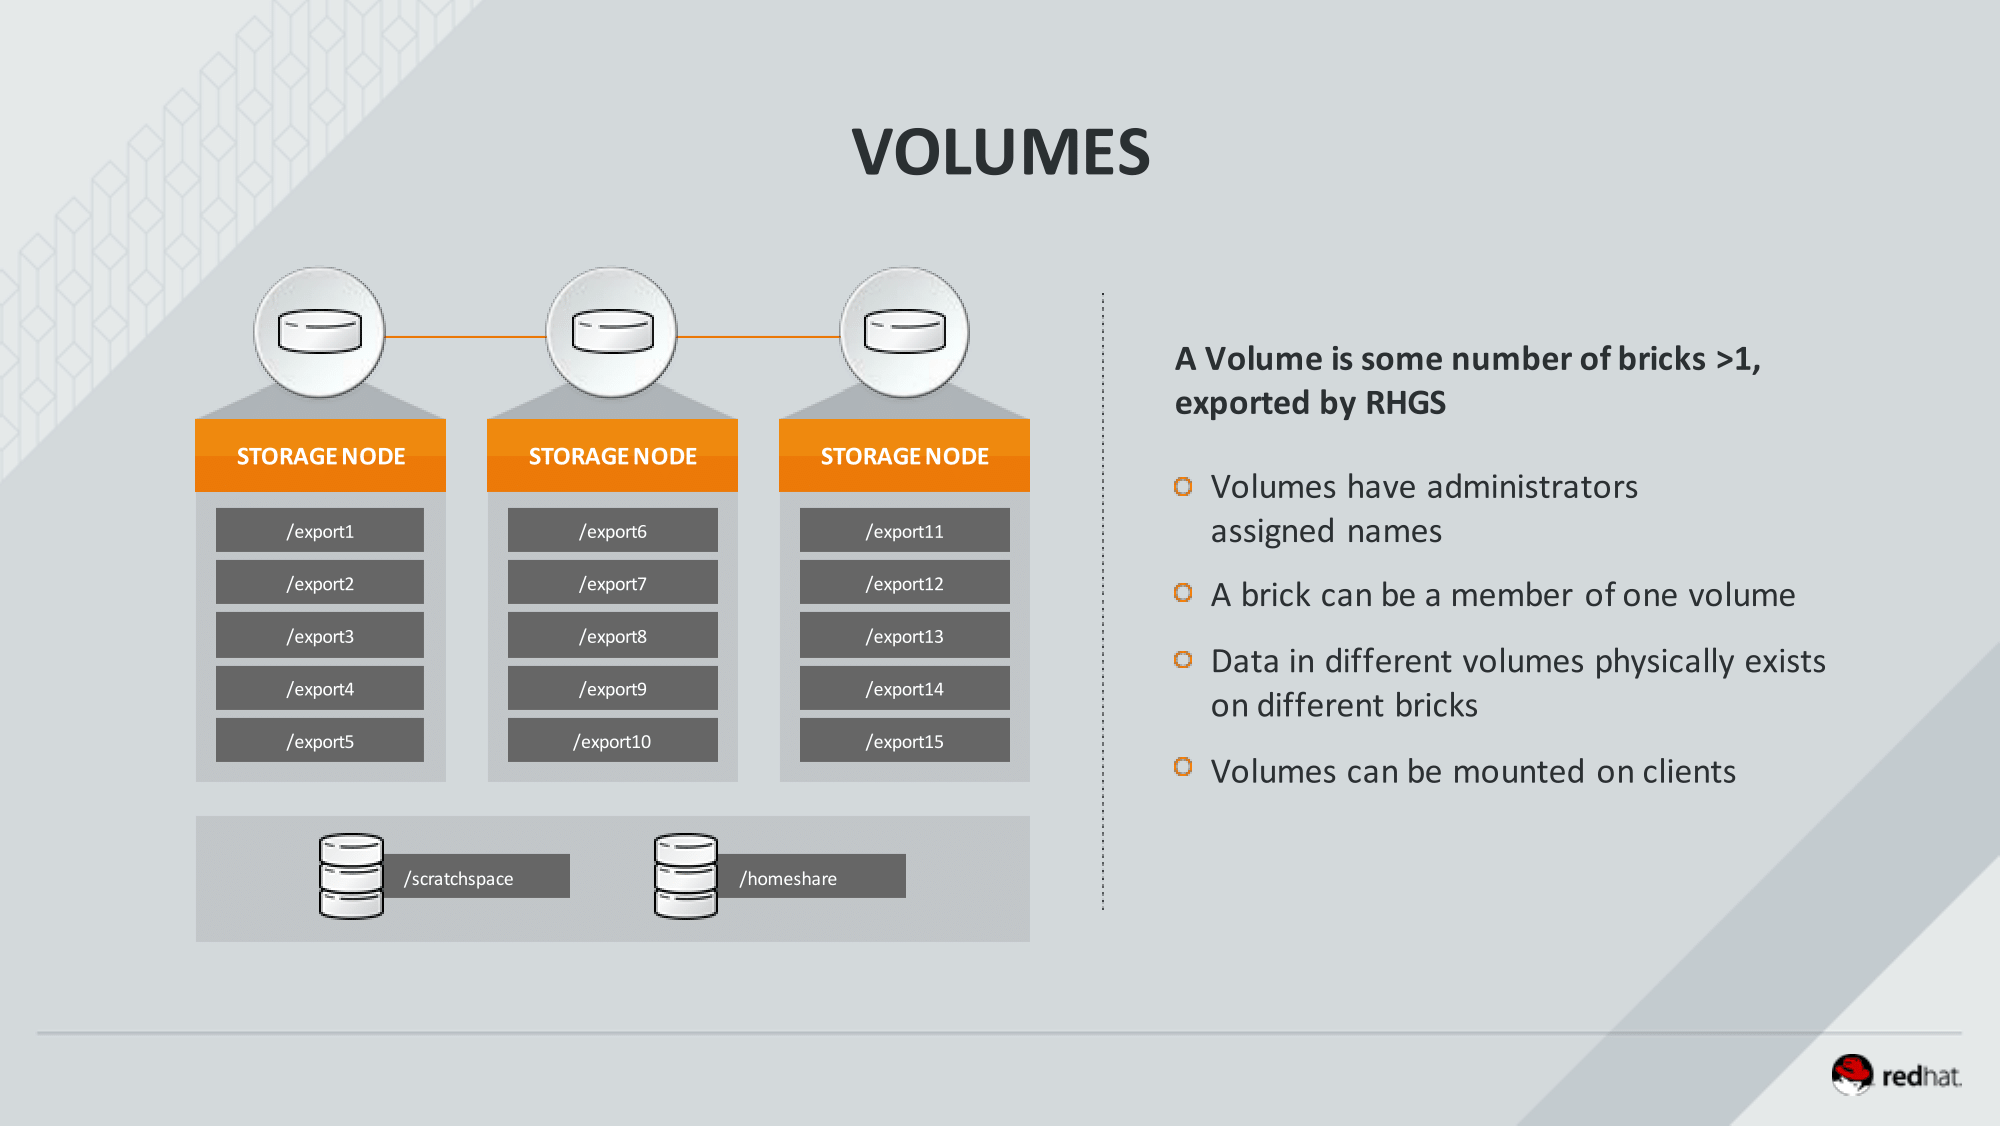 VOLUMES
STORAGE NODE
/export1
/export2
/export3
/export4
/export5
STORAGE NODE
/export6
/export7
/export8
/export9
/export10
STORAGE NODE
/export11
/export12
/export13
/export14
/export15
/scratchspace
/homeshare
A Volume is some number of bricks >1,
exported by RHGS
Volumes have administrators
assigned names
A brick can be a member of one volume
Data in different volumes physically exists
on different bricks
Volumes can be mounted on clients
redhat.